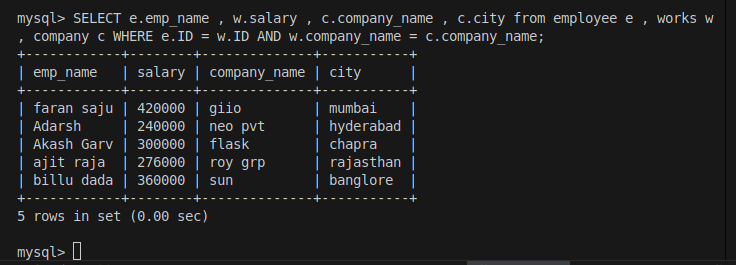 mysql> SELECT e.emp_name , w.salary , c.company_name , c.city from employee e , works w
, company c WHERE e.ID = w.ID AND w.company_name = c.company_name;
+------------+--------+--------------+-----------+
| emp_name   | salary | company_name | city      |
+------------+--------+--------------+-----------+
| faran saju | 420000 | giio         | mumbai    |
| Adarsh     | 240000 | neo pvt      | hyderabad |
| Akash Garv | 300000 | flask        | chapra    |
| ajit raja  | 276000 | roy grp      | rajasthan |
| billu dada | 360000 | sun          | banglore  |
+------------+--------+--------------+-----------+
5 rows in set (0.00 sec)
mysql>